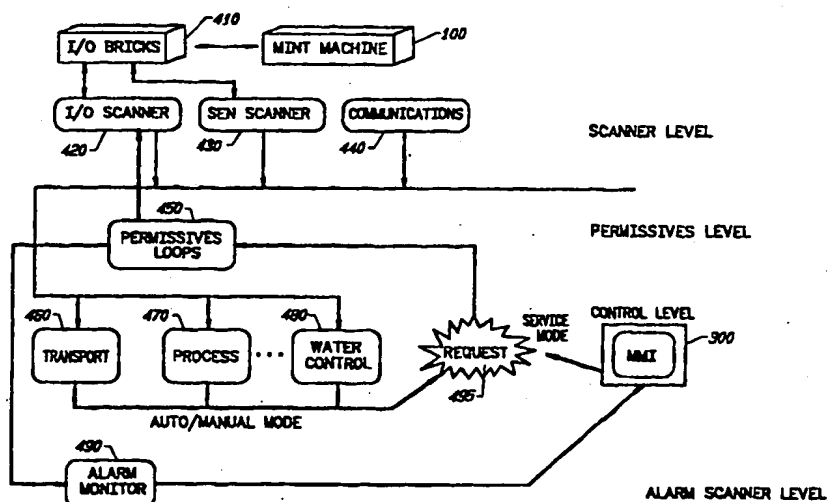 410
I/O BRICKS
MINT MACHINE
100
I/O SCANNER
SEN SCANNER
COMMUNICATIONS
420
430
440
SCANNER LEVEL
450
PERMISSIVES
LOOPS
PERMISSIVES LEVEL
460
470
480
TRANSPORT
PROCESS
WATER
CONTROL
REQUEST
495
SERVICE
MODE
CONTROL LEVEL
300
MMI
AUTO/MANUAL MODE
490
ALARM
MONITOR
ALARM SCANNER LEVEL